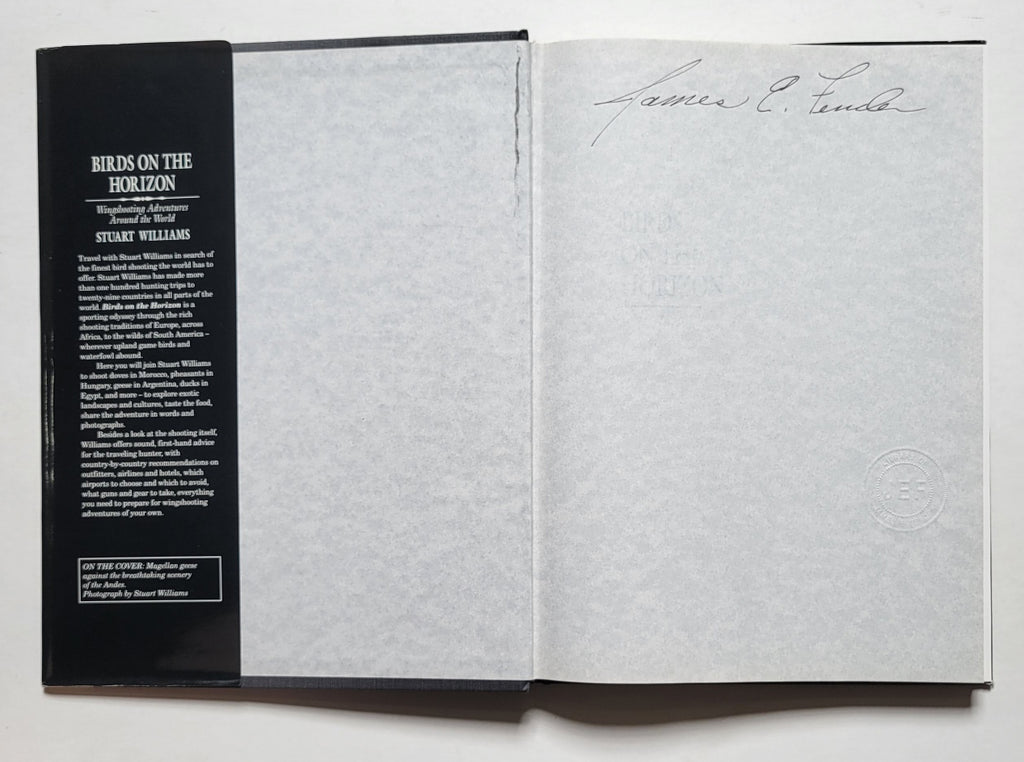 BIRDS ON THE
HORIZON
Wingshooting Adventures
Around the World
STUART WILLIAMS
Travel with Stuart Williams in search of
the finest bird shooting the world has to
offer. Stuart Williams has made more
than one hundred hunting trips to
twenty-nine countries in all parts of the
world. Birds on the Horizon is a
sporting odyssey through the rich
shooting traditions of Europe, across
Africa, to the wilds of South America –
wherever upland game birds and
waterfowl abound.
Here you will join Stuart Williams
to shoot doves in Morocco, pheasants in
Hungary, geese in Argentina, ducks in
Egypt, and more – to explore exotic
landscapes and cultures, taste the food,
share the adventure in words and
photographs.
Besides a look at the shooting itself,
Williams offers sound, first-hand advice
for the traveling hunter, with
country-by-country recommendations on
outfitters, airlines and hotels, which
airports to choose and which to avoid,
what guns and gear to take, everything
you need to prepare for wingshooting
adventures of your own.
ON THE COVER: Magellan geese
against the breathtaking scenery
of the Andes.
Photograph by Stuart Williams
James E. Fender